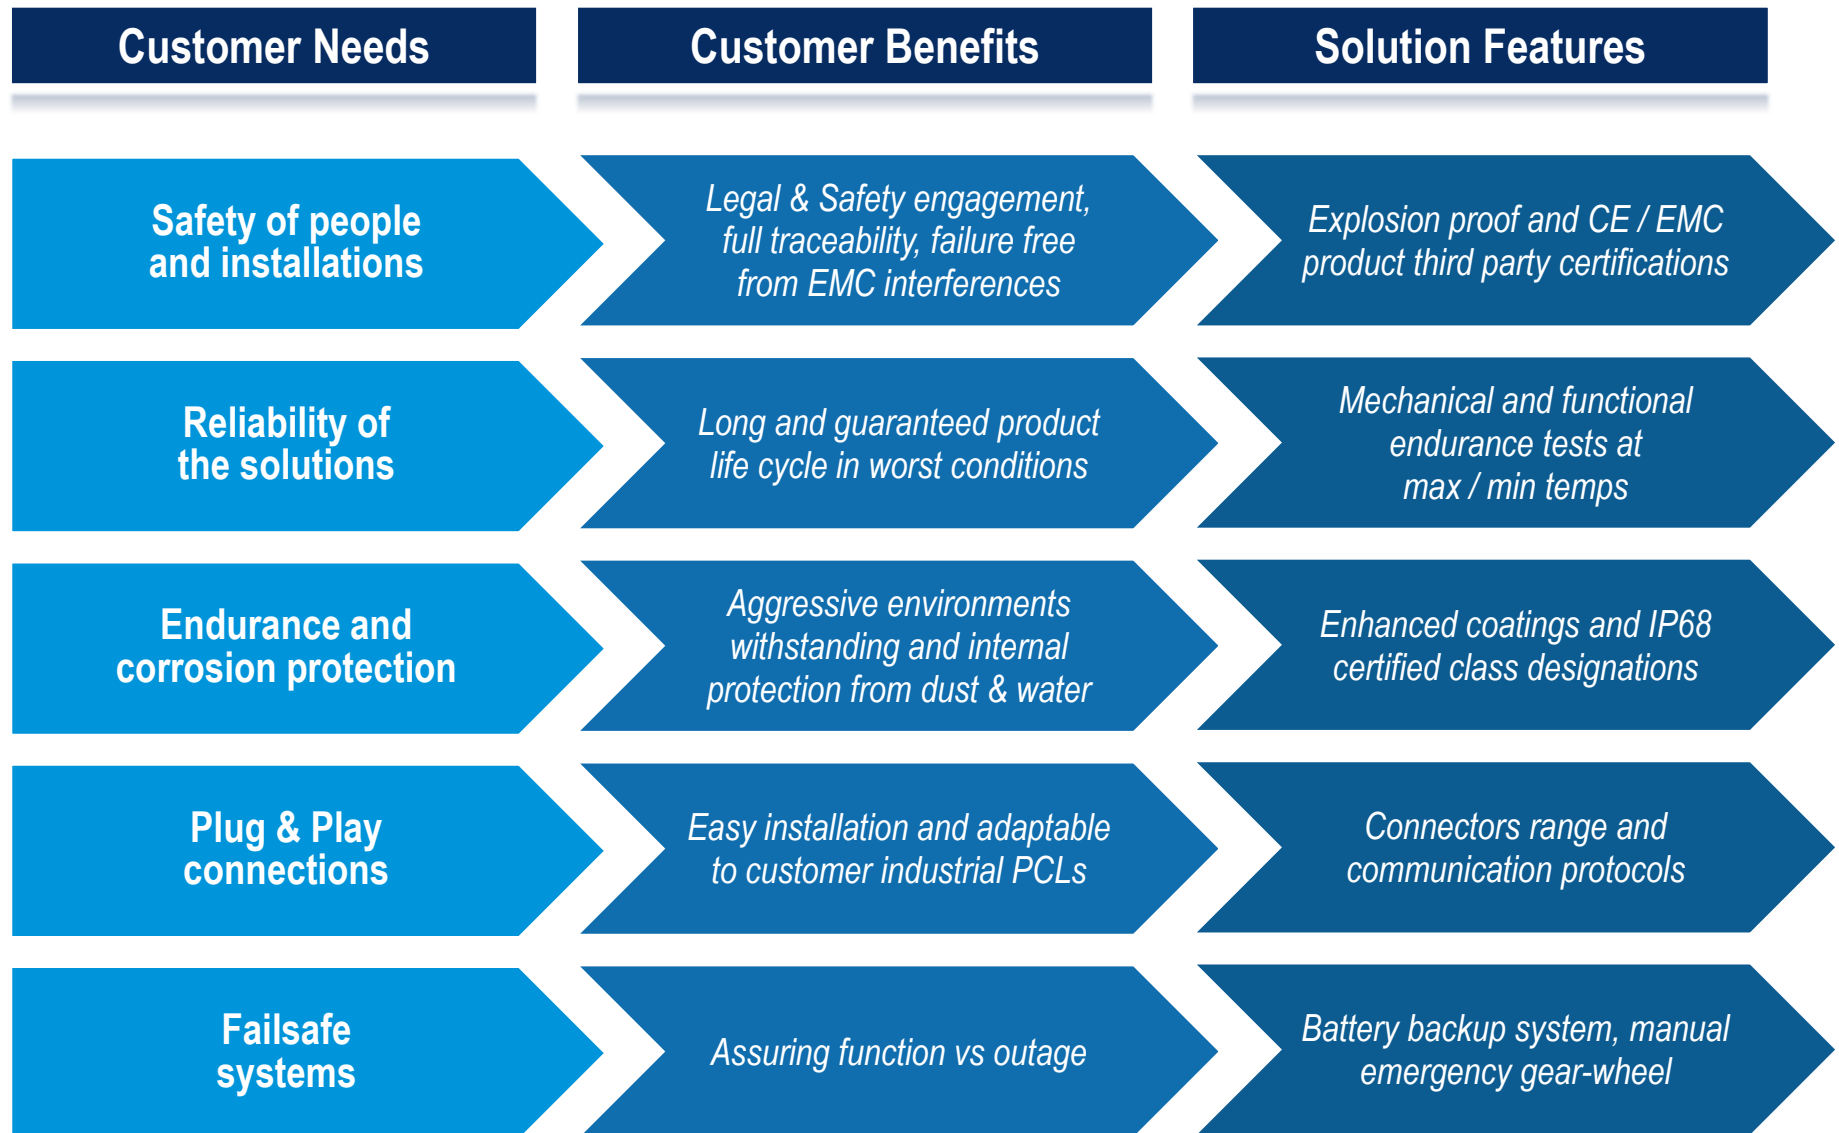 Customer Needs
Customer Benefits
Solution Features
Safety of people
and installations
Legal & Safety engagement,
full traceability, failure free
from EMC interferences
Explosion proof and CE / EMC
product third party certifications
Reliability of
the solutions
Long and guaranteed product
life cycle in worst conditions
Mechanical and functional
endurance tests at
max / min temps
Endurance and
corrosion protection
Aggressive environments
withstanding and internal
protection from dust & water
Enhanced coatings and IP68
certified class designations
Plug & Play
connections
Easy installation and adaptable
to customer industrial PCLs
Connectors range and
communication protocols
Failsafe
systems
Assuring function vs outage
Battery backup system, manual
emergency gear-wheel